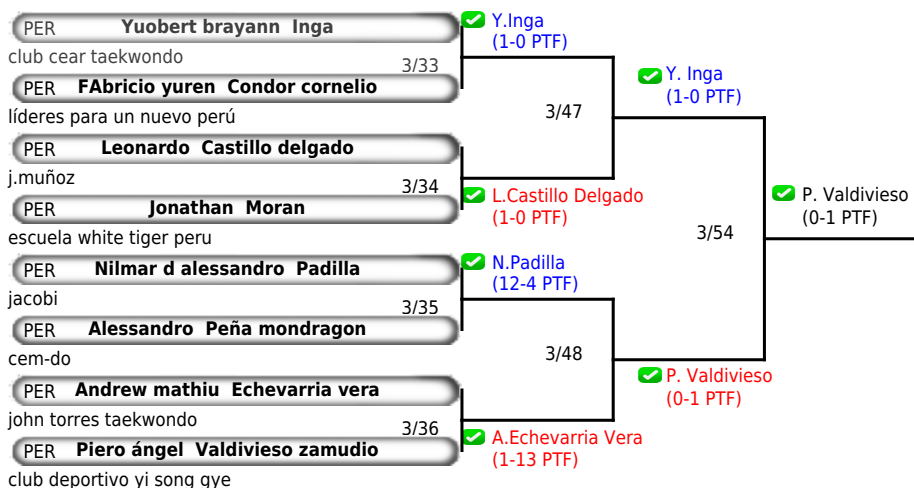 PER Yuobert brayann Inga
club cear taekwondo
3/33
PER FAbricio yuren Condor cornelio
líderes para un nuevo perú
PER Leonardo Castillo delgado
j.muñoz
3/34
PER Jonathan Moran
escuela white tiger peru
PER Nilmar d alessandro Padilla
jacobi
3/35
PER Alessandro Peña mondragon
cem-do
PER Andrew mathiu Echevarria vera
john torres taekwondo
3/36
PER Piero ángel Valdivieso zamudio
club deportivo yi song gye
Y.Inga
(1-0 PTF)
3/47
L.Castillo Delgado
(1-0 PTF)
N.Padilla
(12-4 PTF)
3/48
A.Echevarria Vera
(1-13 PTF)
Y. Inga
(1-0 PTF)
3/54
P. Valdivieso
(0-1 PTF)
P. Valdivieso
(0-1 PTF)